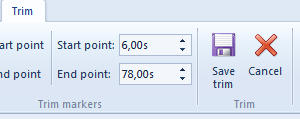 Trim
art point Start point: 6,00s
nd point End point: 78,00s
Save trim
Cancel
Trim markers
Trim